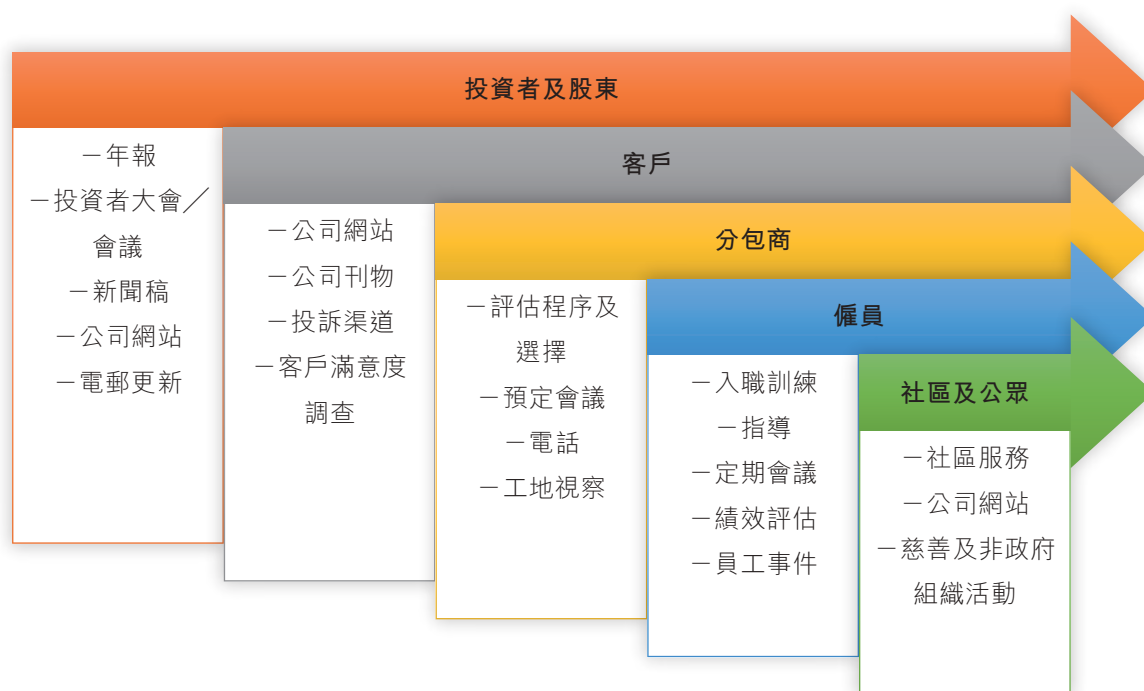 投資者及股東
－年報
－投資者大會／
會議
－新聞稿
－公司網站
－電郵更新
客戶
－公司網站
－公司刊物
－投訴渠道
－客戶滿意度
調查
分包商
－評估程序及
選擇
－預定會議
－電話
－工地視察
僱員
－入職訓練
－指導
－定期會議
－績效評估
－員工事件
社區及公眾
－社區服務
－公司網站
－慈善及非政府
組織活動